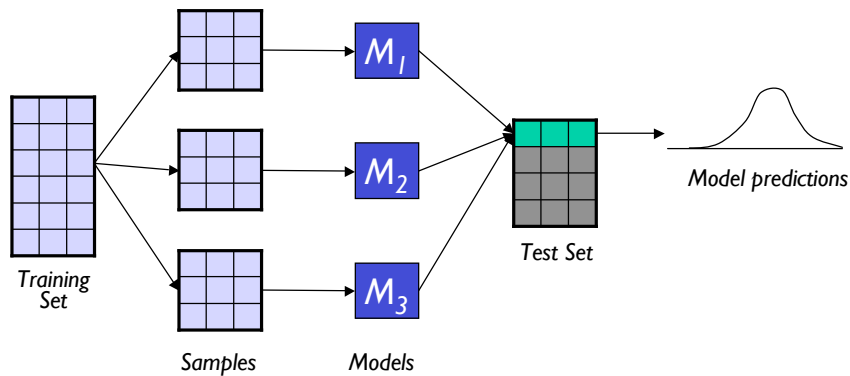 M1
M2
M3
Training
Set
Samples
Models
Test Set
Model predictions